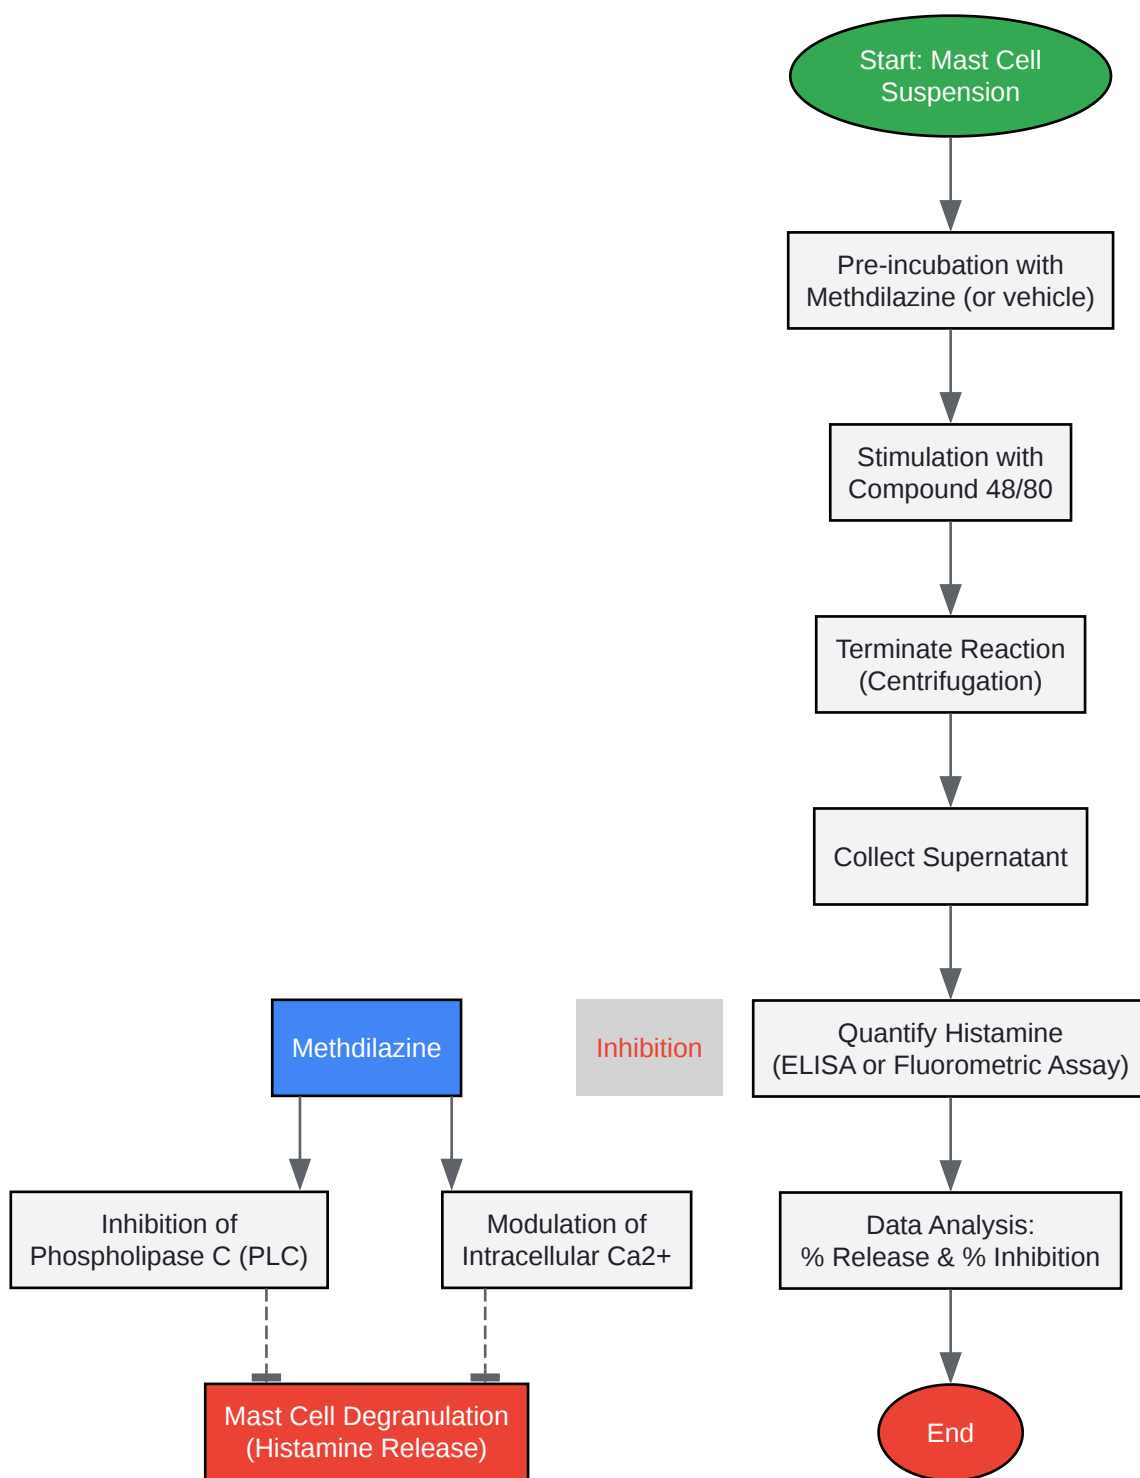 Start: Mast Cell
Suspension
Pre-incubation with
Methdilazine (or vehicle)
Stimulation with
Compound 48/80
Terminate Reaction
(Centrifugation)
Collect Supernatant
Quantify Histamine
(ELISA or Fluorometric Assay)
Data Analysis:
% Release & % Inhibition
End
Methdilazine
Inhibition
Inhibition of
Phospholipase C (PLC)
Modulation of
Intracellular Ca2+
Mast Cell Degranulation
(Histamine Release)